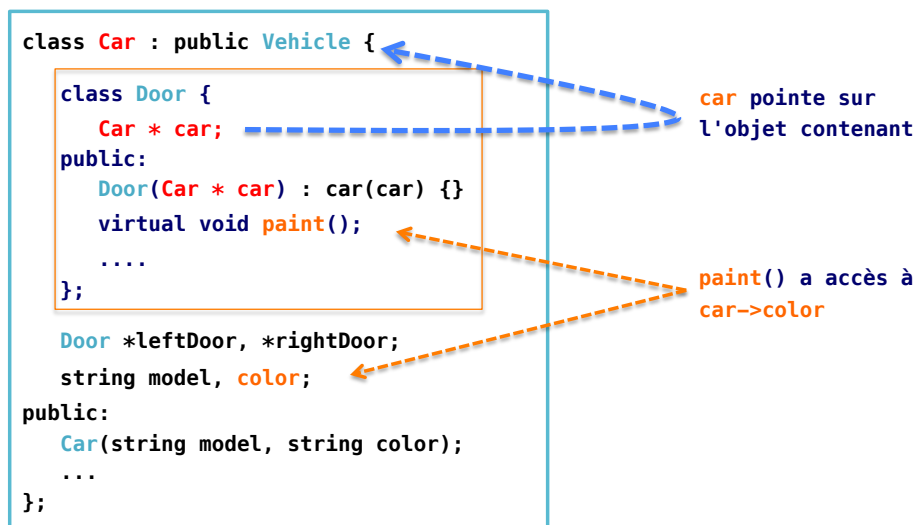 class Car : public Vehicle {
class Door {
Car * car;
public:
Door(Car * car) : car(car) {}
virtual void paint();
....
};
Door *leftDoor, *rightDoor;
string model, color;
public:
Car(string model, string color);
...
};
car pointe sur
l'objet contenant
paint() a accès à
car->color